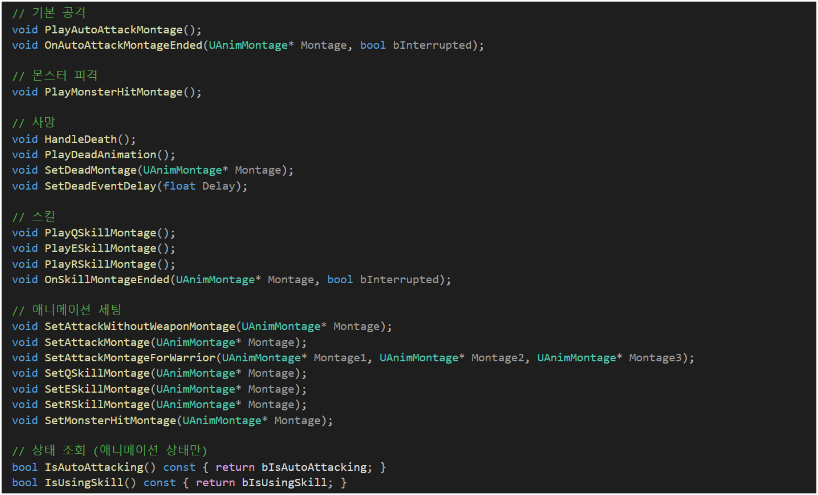 // 기본 공격
void PlayAutoAttackMontage();
void OnAutoAttackMontageEnded(UAnimMontage* Montage, bool bInterrupted);
// 몬스터 피격
void PlayMonsterHitMontage();
// 사망
void HandleDeath();
void PlayDeadAnimation();
void SetDeadMontage(UAnimMontage* Montage);
void SetDeadEventDelay(float Delay);
// 스킬
void PlayQSkillMontage();
void PlayESkillMontage();
void PlayRSkillMontage();
void OnSkillMontageEnded(UAnimMontage* Montage, bool bInterrupted);
// 애니메이션 세팅
void SetAttackWithoutWeaponMontage(UAnimMontage* Montage);
void SetAttackMontage(UAnimMontage* Montage);
void SetAttackMontageForWarrior(UAnimMontage* Montage1, UAnimMontage* Montage2, UAnimMontage* Montage3);
void SetQSkillMontage(UAnimMontage* Montage);
void SetESkillMontage(UAnimMontage* Montage);
void SetRSkillMontage(UAnimMontage* Montage);
void SetMonsterHitMontage(UAnimMontage* Montage);
// 상태 조회 (애니메이션 상태만)
bool IsAutoAttacking() const { return bIsAutoAttacking; }
bool IsUsingSkill() const { return bIsUsingSkill; }